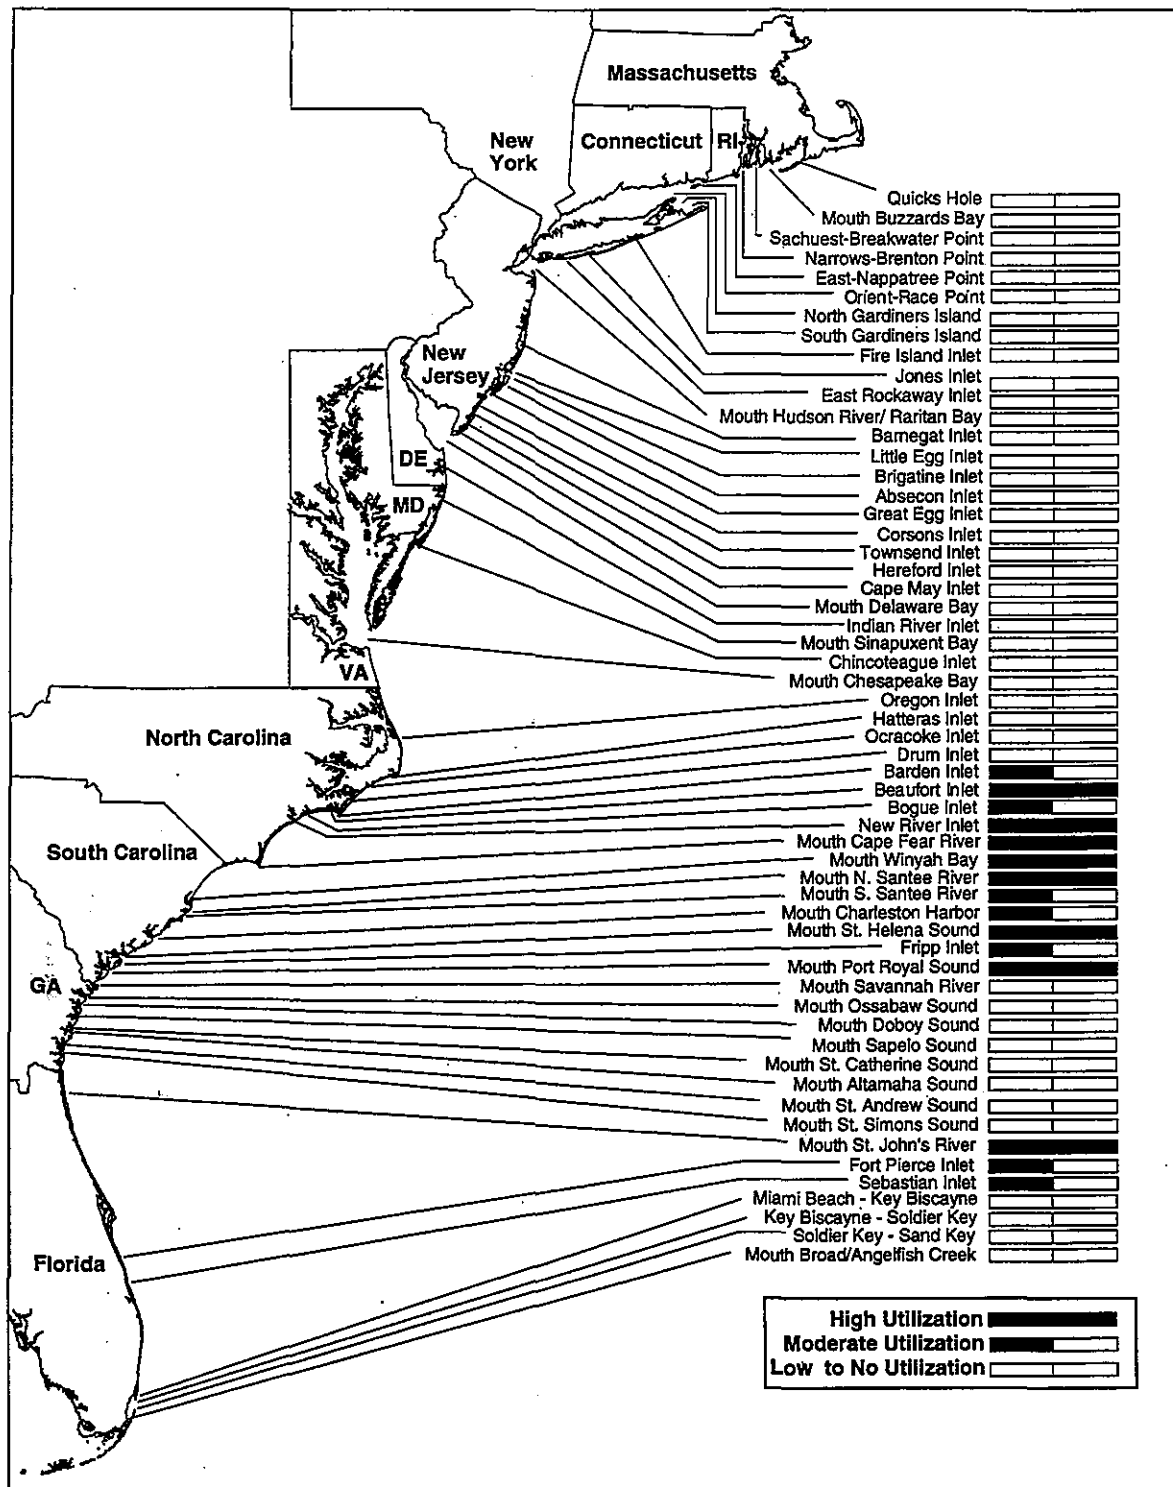 Massachusetts
New
York
Connecticut
RI
Quicks Hole
Mouth Buzzards Bay
Sachuest-Breakwater Point
Narrows-Brenton Point
East-Nappatree Point
Orient-Race Point
North Gardiners Island
South Gardiners Island
Fire Island Inlet
New
Jersey
Jones Inlet
East Rockaway Inlet
Mouth Hudson River/ Raritan Bay
Barnegat Inlet
Little Egg Inlet
DE
Brigatine Inlet
MD
Absecon Inlet
Great Egg Inlet
Corsons Inlet
Townsend Inlet
Hereford Inlet
Cape May Inlet
Mouth Delaware Bay
Indian River Inlet
Mouth Sinapuxent Bay
Chincoteague Inlet
VA
Mouth Chesapeake Bay
Oregon Inlet
Hatteras Inlet
North Carolina
Ocracoke Inlet
Drum Inlet
Barden Inlet
Beaufort Inlet
Bogue Inlet
New River Inlet
Mouth Cape Fear River
South Carolina
Mouth Winyah Bay
Mouth N. Santee River
Mouth S. Santee River
Mouth Charleston Harbor
Mouth St. Helena Sound
Fripp Inlet
Mouth Port Royal Sound
GA
Mouth Savannah River
Mouth Ossabaw Sound
Mouth Doboy Sound
Mouth Sapelo Sound
Mouth St. Catherine Sound
Mouth Altamaha Sound
Mouth St. Andrew Sound
Mouth St. Simons Sound
Mouth St. John's River
Fort Pierce Inlet
Sebastian Inlet
Miami Beach - Key Biscayne
Key Biscayne - Soldier Key
Soldier Key - Sand Key
Mouth Broad/Angelfish Creek
Florida
High Utilization
Moderate Utilization
Low to No Utilization